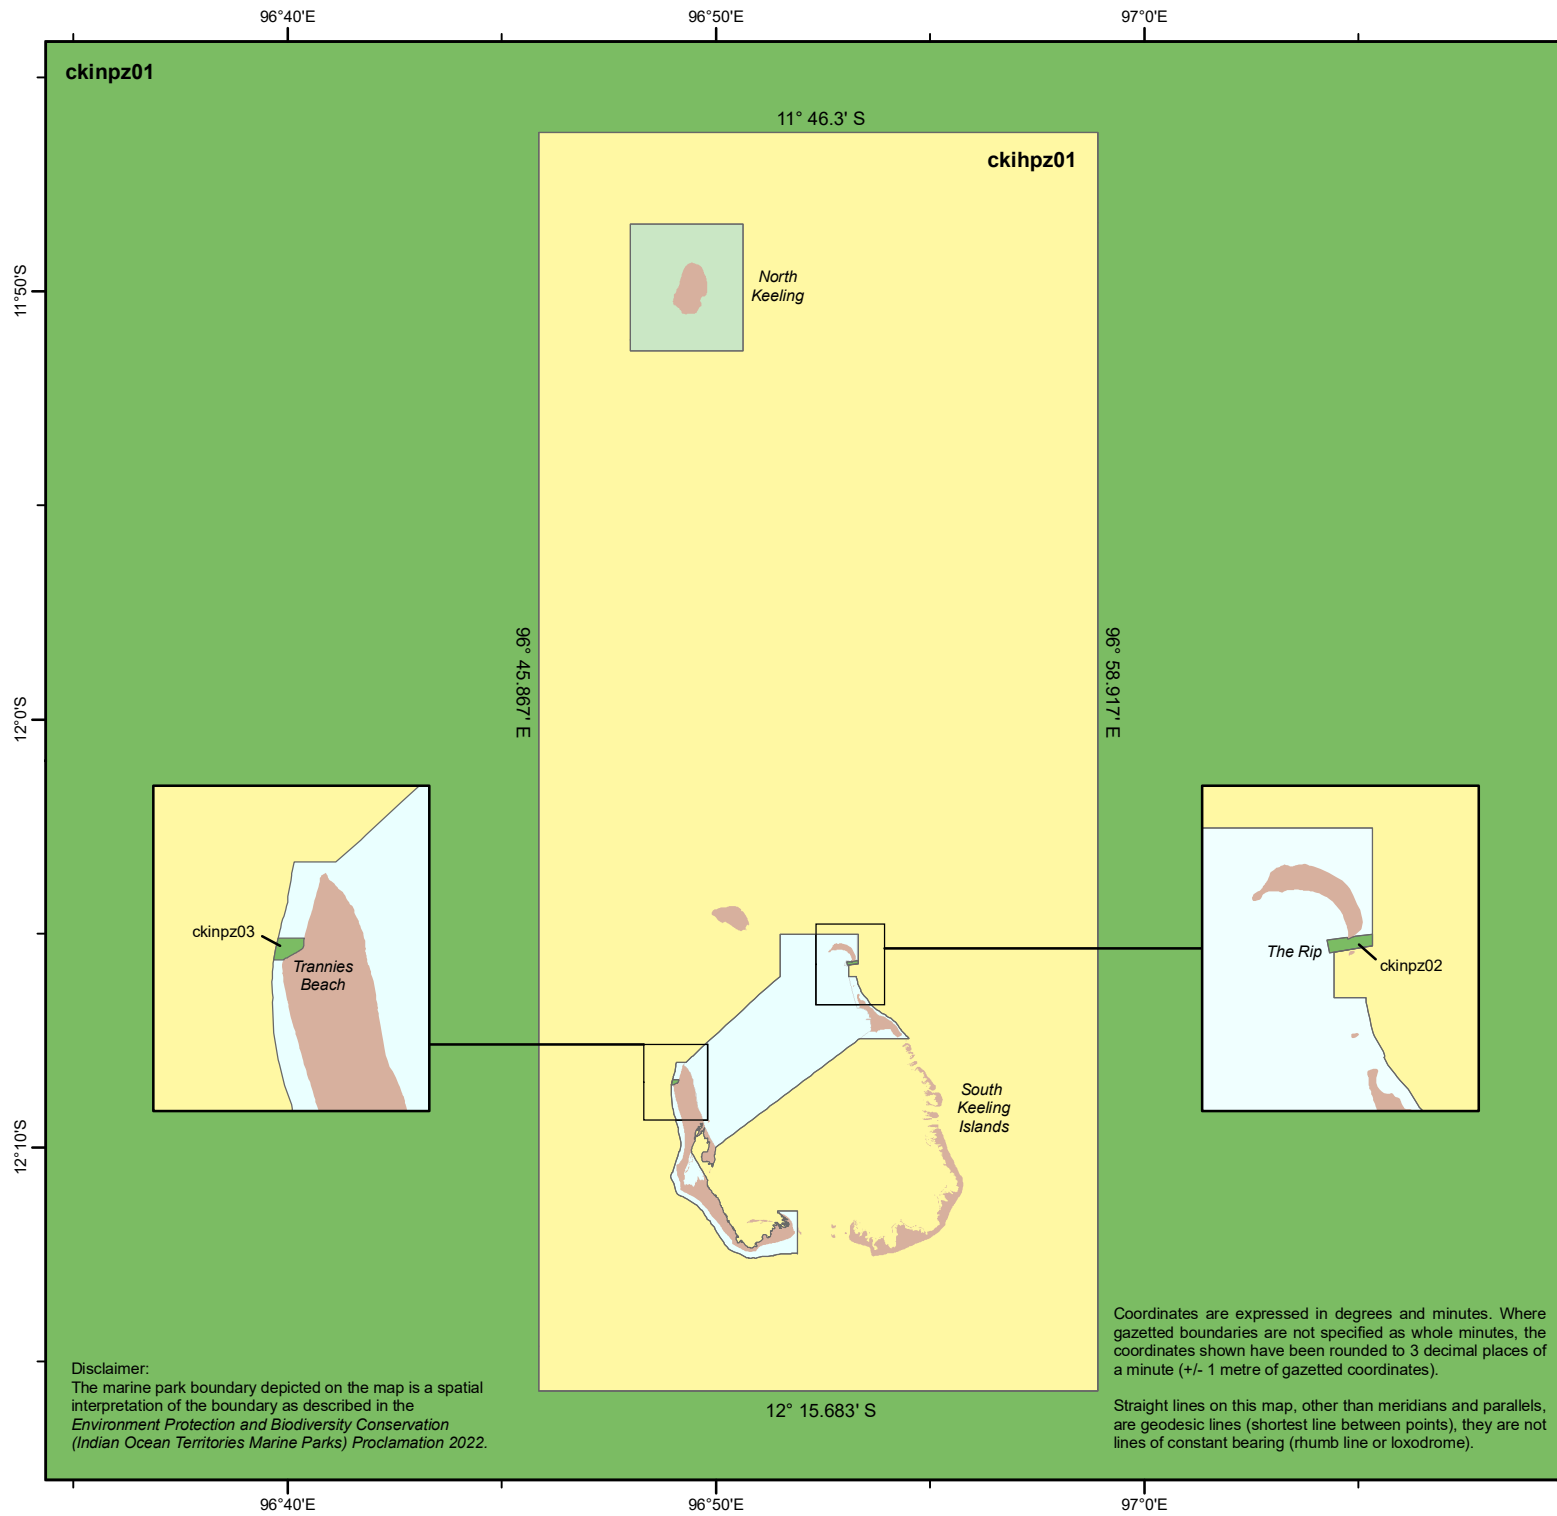 96°40'E
96°50'E
97°0'E
ckinpz01
11° 46.3' S
ckihpz01
North
Keeling
11°50'S
96° 45.867' E
96° 58.917' E
12°0'S
ckinpz03
Trannies
Beach
The Rip
ckinpz02
South
Keeling
Islands
12°10'S
Coordinates are expressed in degrees and minutes. Where
gazetted boundaries are not specified as whole minutes, the
coordinates shown have been rounded to 3 decimal places of
a minute (+/- 1 metre of gazetted coordinates).
Straight lines on this map, other than meridians and parallels,
are geodesic lines (shortest line between points), they are not
lines of constant bearing (rhumb line or loxodrome).
Disclaimer:
The marine park boundary depicted on the map is a spatial
interpretation of the boundary as described in the
Environment Protection and Biodiversity Conservation
(Indian Ocean Territories Marine Parks) Proclamation 2022.
12° 15.683' S
96°40'E
96°50'E
97°0'E